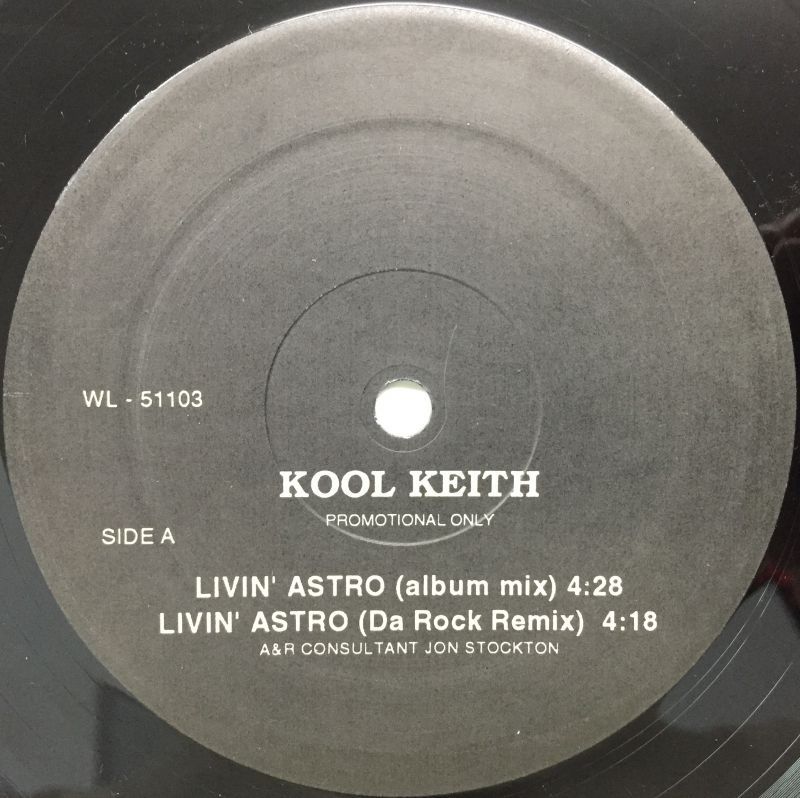 WL - 51103
KOOL KEITH
PROMOTIONAL ONLY
SIDE A
LIVIN' ASTRO (album mix) 4:28
LIVIN' ASTRO (Da Rock Remix) 4:18
A&R CONSULTANT JON STOCKTON